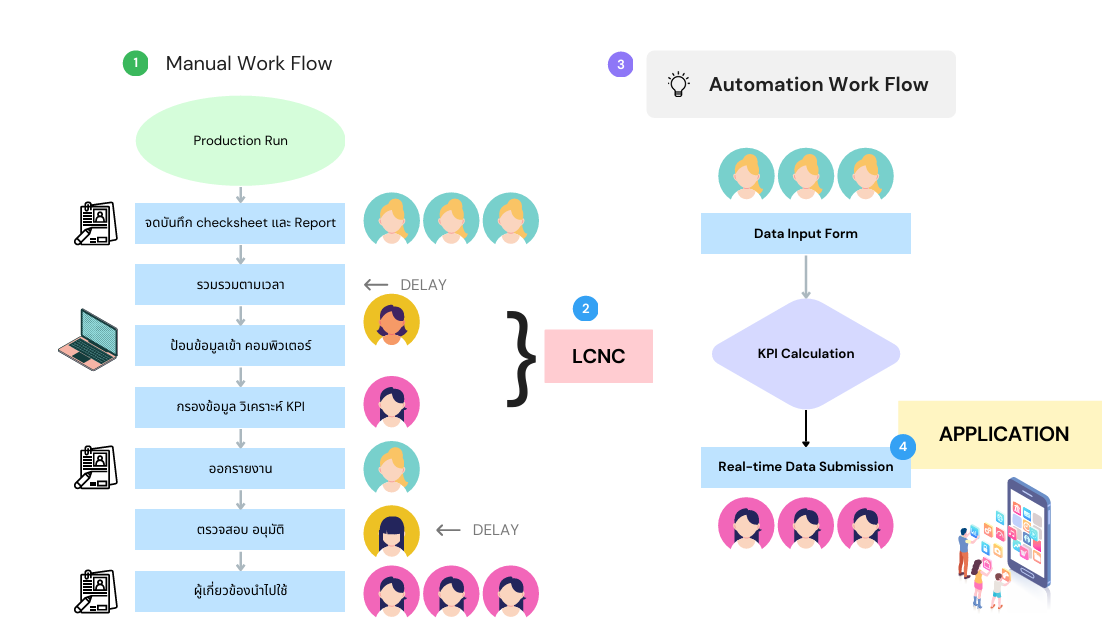 1
Manual Work Flow
Production Run
จดบันทึก checksheet และ Report
รวมรวมตามเวลา
DELAY
ป้อนข้อมูลเข้า คอมพิวเตอร์
กรองข้อมูล วิเคราะห์ KPI
ออกรายงาน
ตรวจสอบ อนุมัติ
DELAY
ผู้เกี่ยวข้องนำไปใช้
}
2
LCNC
3
Automation Work Flow
Data Input Form
KPI Calculation
Real-time Data Submission
4
APPLICATION